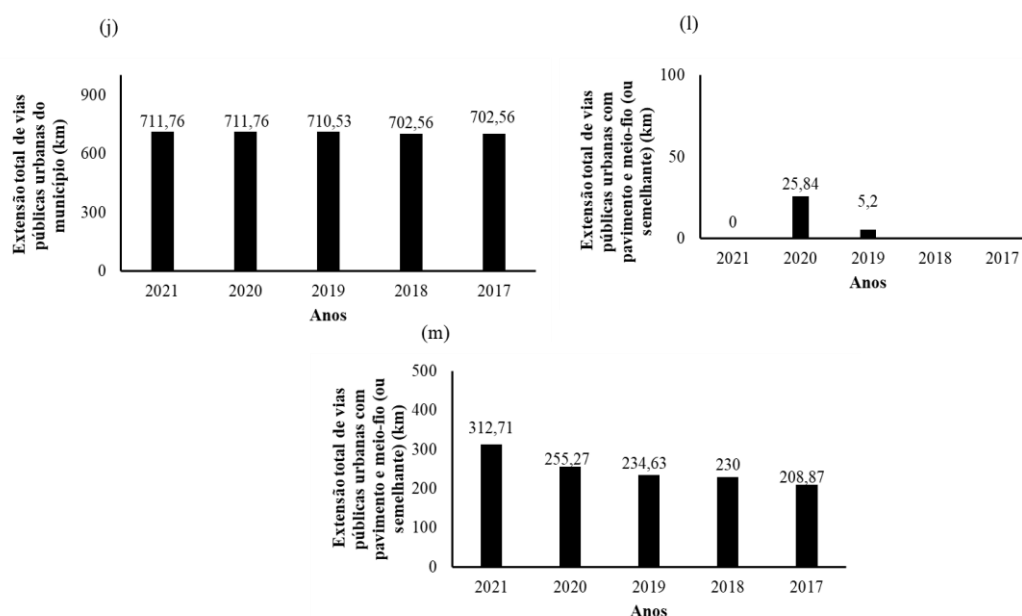 (j)
Extensão total de vias
públicas urbanas do
município (km)
900
600
300
0
711,76
711,76
710,53
702,56
702,56
2021
2020
2019
2018
2017
Anos
(l)
Extensão total de vias
públicas urbanas com
pavimento e meio-fio (ou
semelhante) (km)
100
50
0
0
25,84
5,2
2021
2020
2019
2018
2017
Anos
(m)
Extensão total de vias
públicas urbanas com
pavimento e meio-fio (ou
semelhante) (km)
500
400
300
200
100
0
312,71
255,27
234,63
230
208,87
2021
2020
2019
2018
2017
Anos